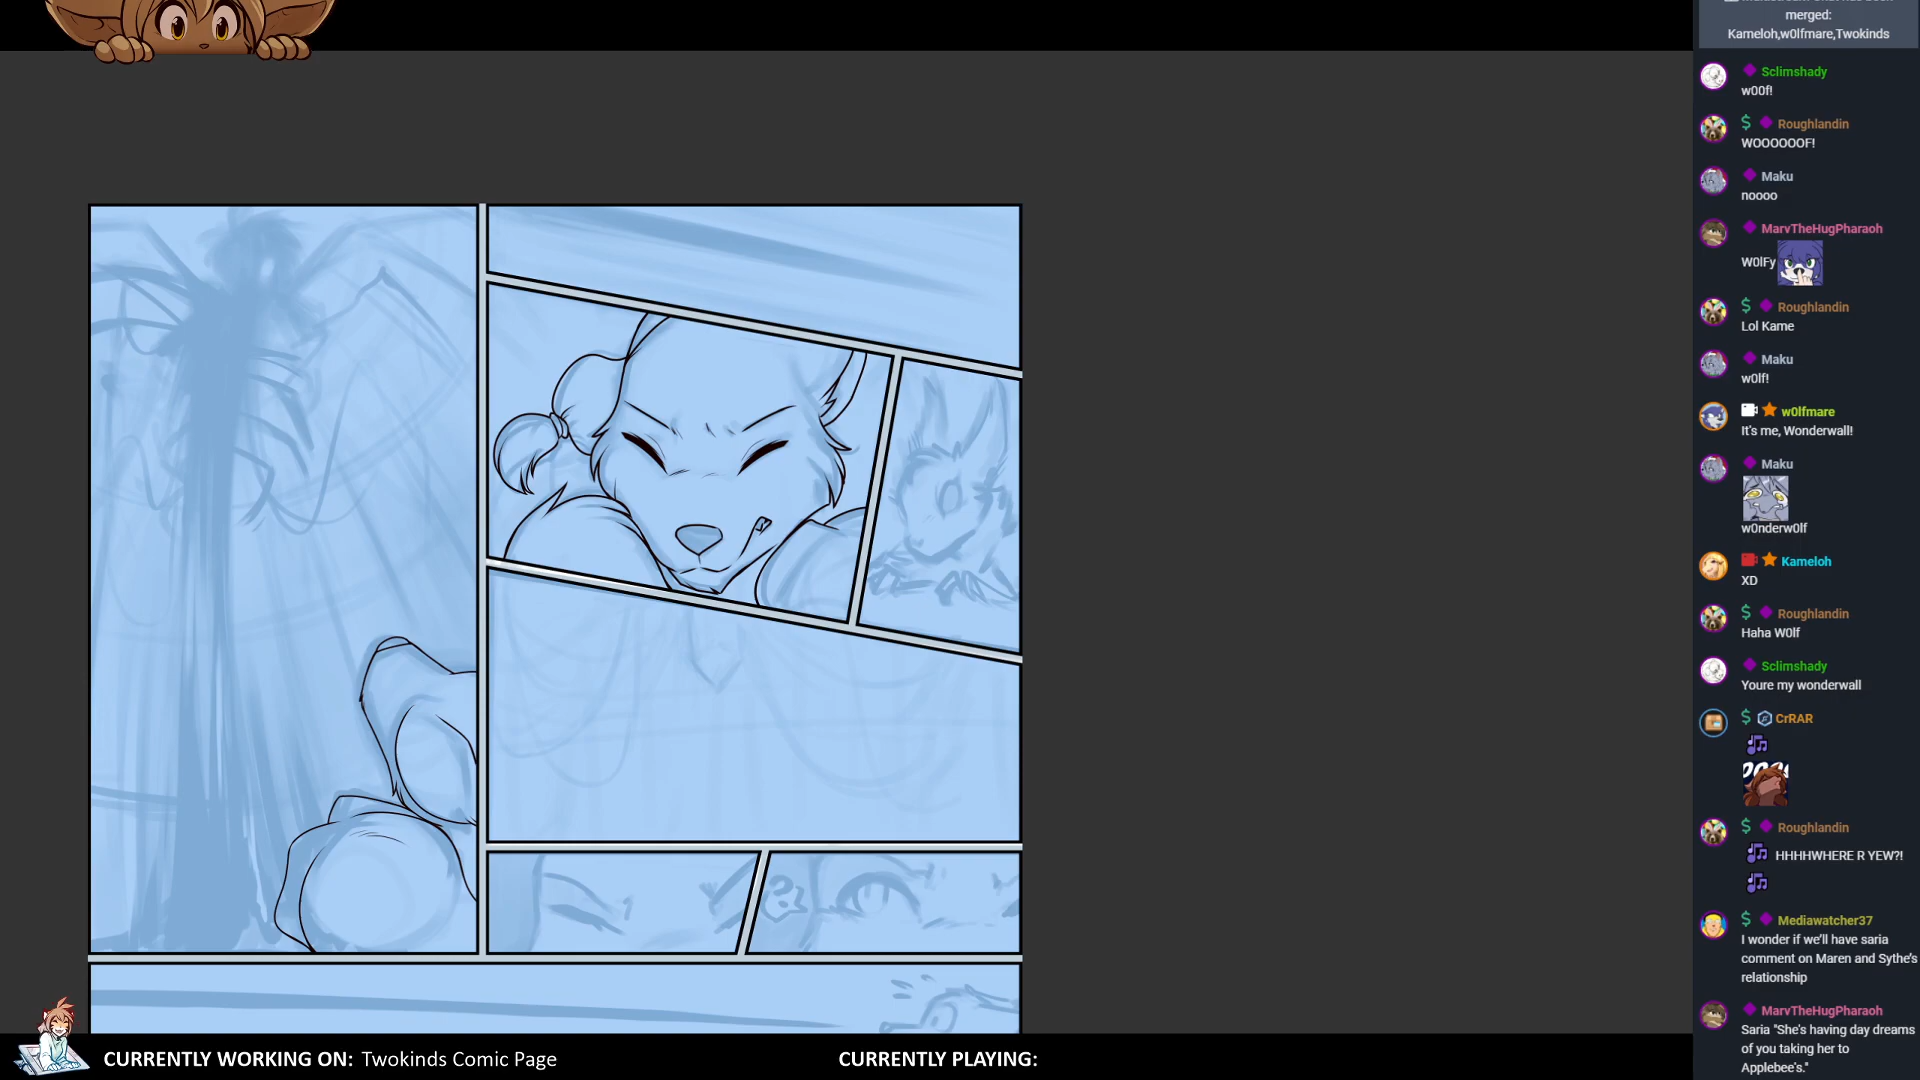 merged:
Kameloh,w0lfmare,Twokinds
Sclimshady
w00f!
$ Roughlandin
WOOOOOOF!
Maku
noooo
MarvTheHugPharaoh
W0lFy
$ Roughlandin
Lol Kame
Maku
w0lf!
w0lfmare
It's me, Wonderwall!
Maku
w0nderw0lf
Kameloh
XD
$ Roughlandin
Haha W0lf
Sclimshady
Youre my wonderwall
$ CrRAR
$ Roughlandin
HHHHWHERE R YEW?!
$ Mediawatcher37
I wonder if we'll have saria
comment on Maren and Sythe's
relationship
MarvTheHugPharaoh
Saria "She's having day dreams
of you taking her to
Applebee's."
?
CURRENTLY WORKING ON: Twokinds Comic Page
CURRENTLY PLAYING: